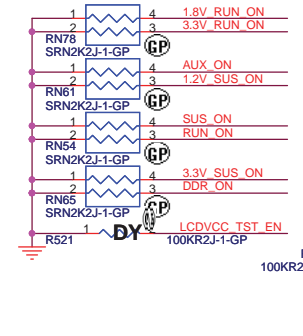 1 4 1.8V_RUN_ON
2 3 3.3V_RUN_ON
RN78
SRN2K2J-1-GP GP
1 4 AUX_ON
2 3 1.2V_SUS_ON
RN61
SRN2K2J-1-GP GP
1 4 SUS_ON
2 3 RUN_ON
RN54
SRN2K2J-1-GP GP
1 4 3.3V_SUS_ON
2 3 DDR_ON
RN65
SRN2K2J-1-GP GP
1 DY 2 LCDVCC_TST_EN
R521 100KR2J-1-GP
100KR2